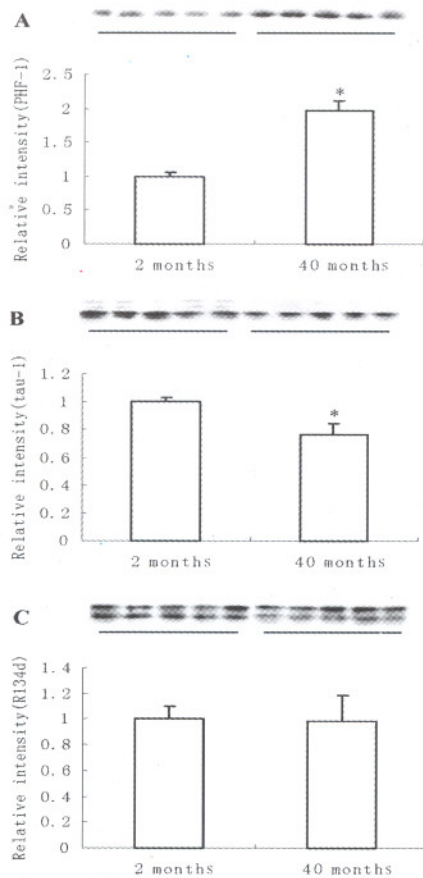 A
Relative intensity(PHF-1)
2.5
2
1.5
1
0.5
0
*
2 months
40 months
B
Relative intensity(tau-1)
1.2
1
0.8
0.6
0.4
0.2
0
*
2 months
40 months
C
Relative intensity(R134d)
1.4
1.2
1
0.8
0.6
0.4
0.2
0
2 months
40 months